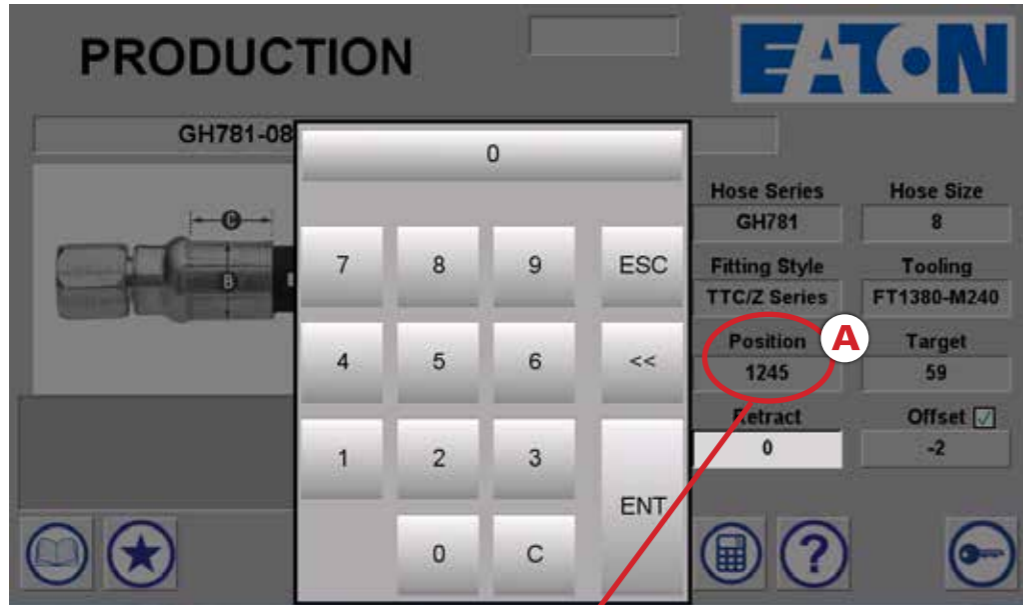 PRODUCTION
EATON
GH781-08
0
Hose Series Hose Size
GH781 8
7 8 9 ESC
Fitting Style Tooling
TTC/Z Series FT1380-M240
C
B
Position A Target
1245 59
4 5 6 <<
Retract Offset
0 -2
1 2 3
ENT
0 C
?